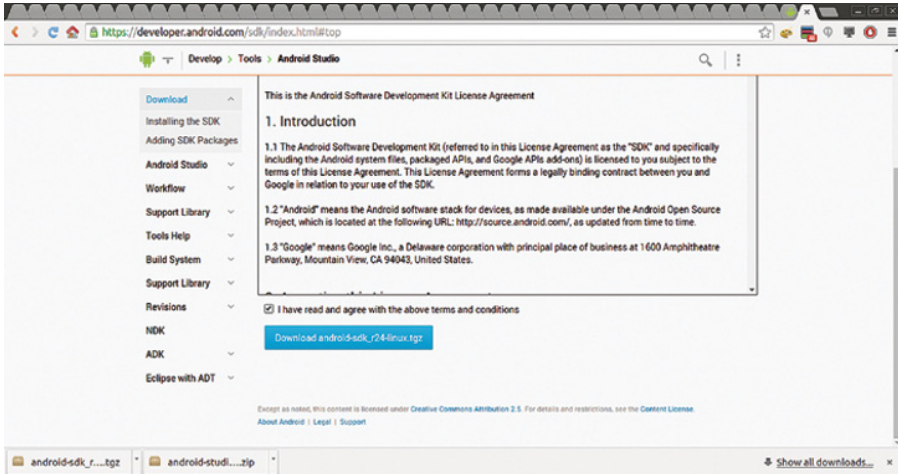 https://developer.android.com/sdk/index.html#top
Develop > Tools > Android Studio
Download
Installing the SDK
Adding SDK Packages
Android Studio
Workflow
Support Library
Tools Help
Build System
Support Library
Revisions
NDK
ADK
Eclipse with ADT
This is the Android Software Development Kit License Agreement
1. Introduction
1.1 The Android Software Development Kit (referred to in this License Agreement as the "SDK" and specifically
including the Android system files, packaged APIs, and Google APIs add-ons) is licensed to you subject to the
terms of this License Agreement. This License Agreement forms a legally binding contract between you and
Google in relation to your use of the SDK.
1.2 "Android" means the Android software stack for devices, as made available under the Android Open Source
Project, which is located at the following URL: http://source.android.com/, as updated from time to time.
1.3 "Google" means Google Inc., a Delaware corporation with principal place of business at 1600 Amphitheatre
Parkway, Mountain View, CA 94043, United States.
I have read and agree with the above terms and conditions
Download android-sdk_r24-linux.tgz
Except as noted, this content is licensed under Creative Commons Attribution 2.5. For details and restrictions, see the Content License.
About Android | Legal | Support
android-sdk_r....tgz
android-studi....zip
Show all downloads...